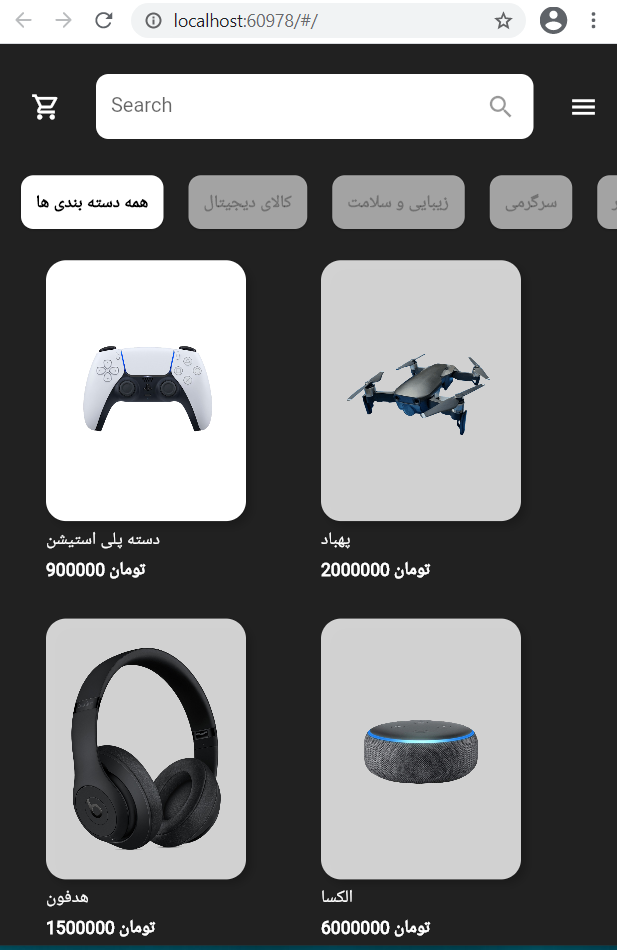 localhost:60978/#/
Search
همه دسته بندی ها
کالای دیجیتال
زیبایی و سلامت
سرگرمی
دسته پلی استیشن
900000 تومان
پهباد
2000000 تومان
هدفون
1500000 تومان
الکسا
6000000 تومان